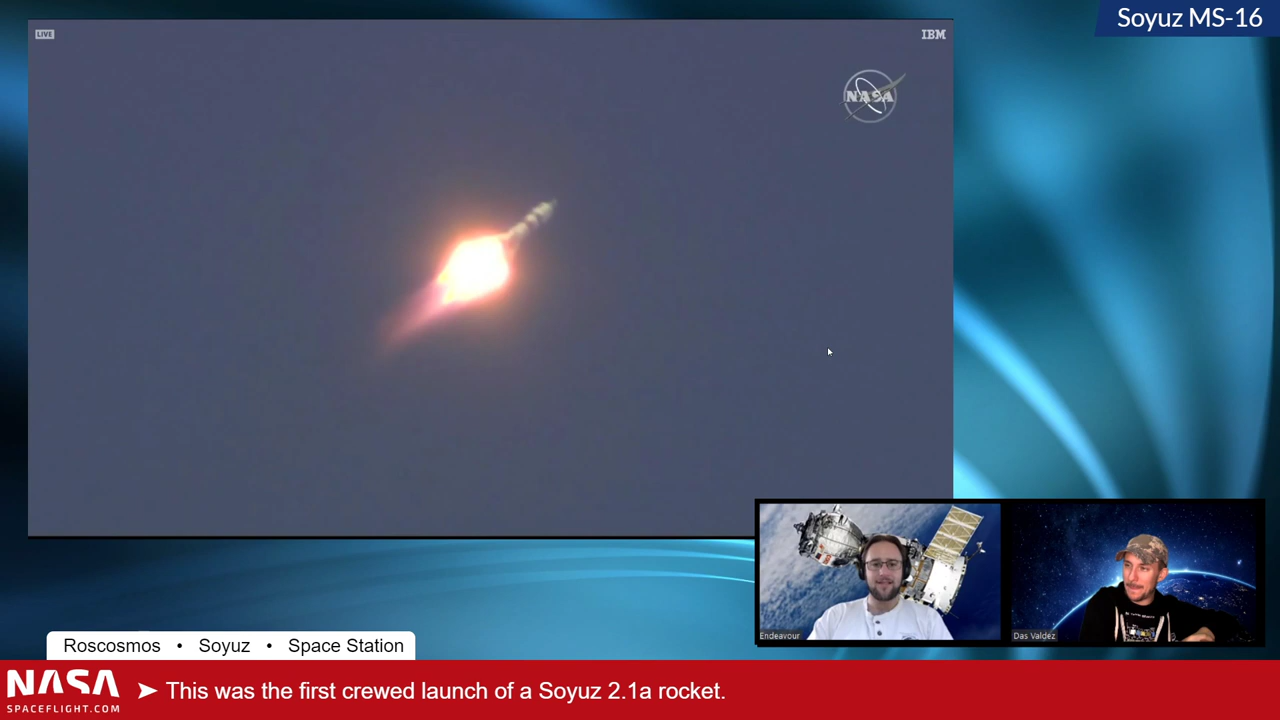 Soyuz MS-16
LIVE
IBM
NASA
Endeavour
Das Valdez
Roscosmos • Soyuz • Space Station
NASA
SPACEFLIGHT.COM
➤ This was the first crewed launch of a Soyuz 2.1a rocket.